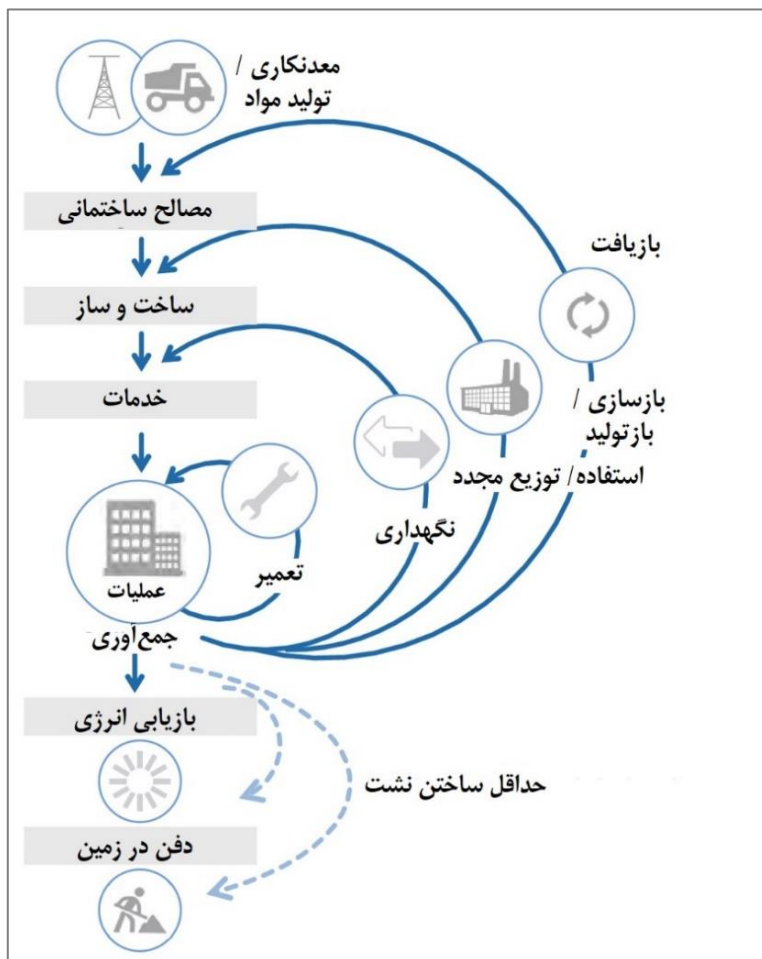 معدنکاری /
تولید مواد
مصالح ساختمانی
بازیافت
ساخت و ساز
خدمات
بازسازی /
بازتولید
استفاده/ توزیع مجدد
نگهداری
تعمیر
عملیات
جمع‌آوری
بازیابی انرژی
حداقل ساختن نشت
دفن در زمین